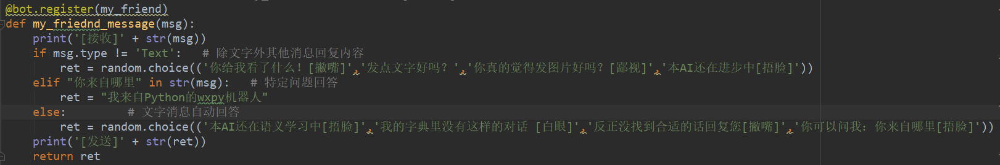 @bot.register(my_friend)
def my_friednd_message(msg):
    print('[接收]' + str(msg))
    if msg.type != 'Text':   # 除文字外其他消息回复内容
        ret = random.choice(('你给我看了什么！[撇嘴]','发点文字好吗？','你真的觉得发图片好吗？[鄙视]','本AI还在进步中[捂脸]'))
    elif "你来自哪里" in str(msg):   # 特定问题回答
        ret = "我来自Python的wxpy机器人"
    else:         # 文字消息自动回答
        ret = random.choice(('本AI还在语义学习中[捂脸]','我的字典里没有这样的对话 [白眼]','反正没找到合适的话回复您[撇嘴]','你可以问我：你来自哪里[捂脸]'))
    print('[发送]' + str(ret))
    return ret